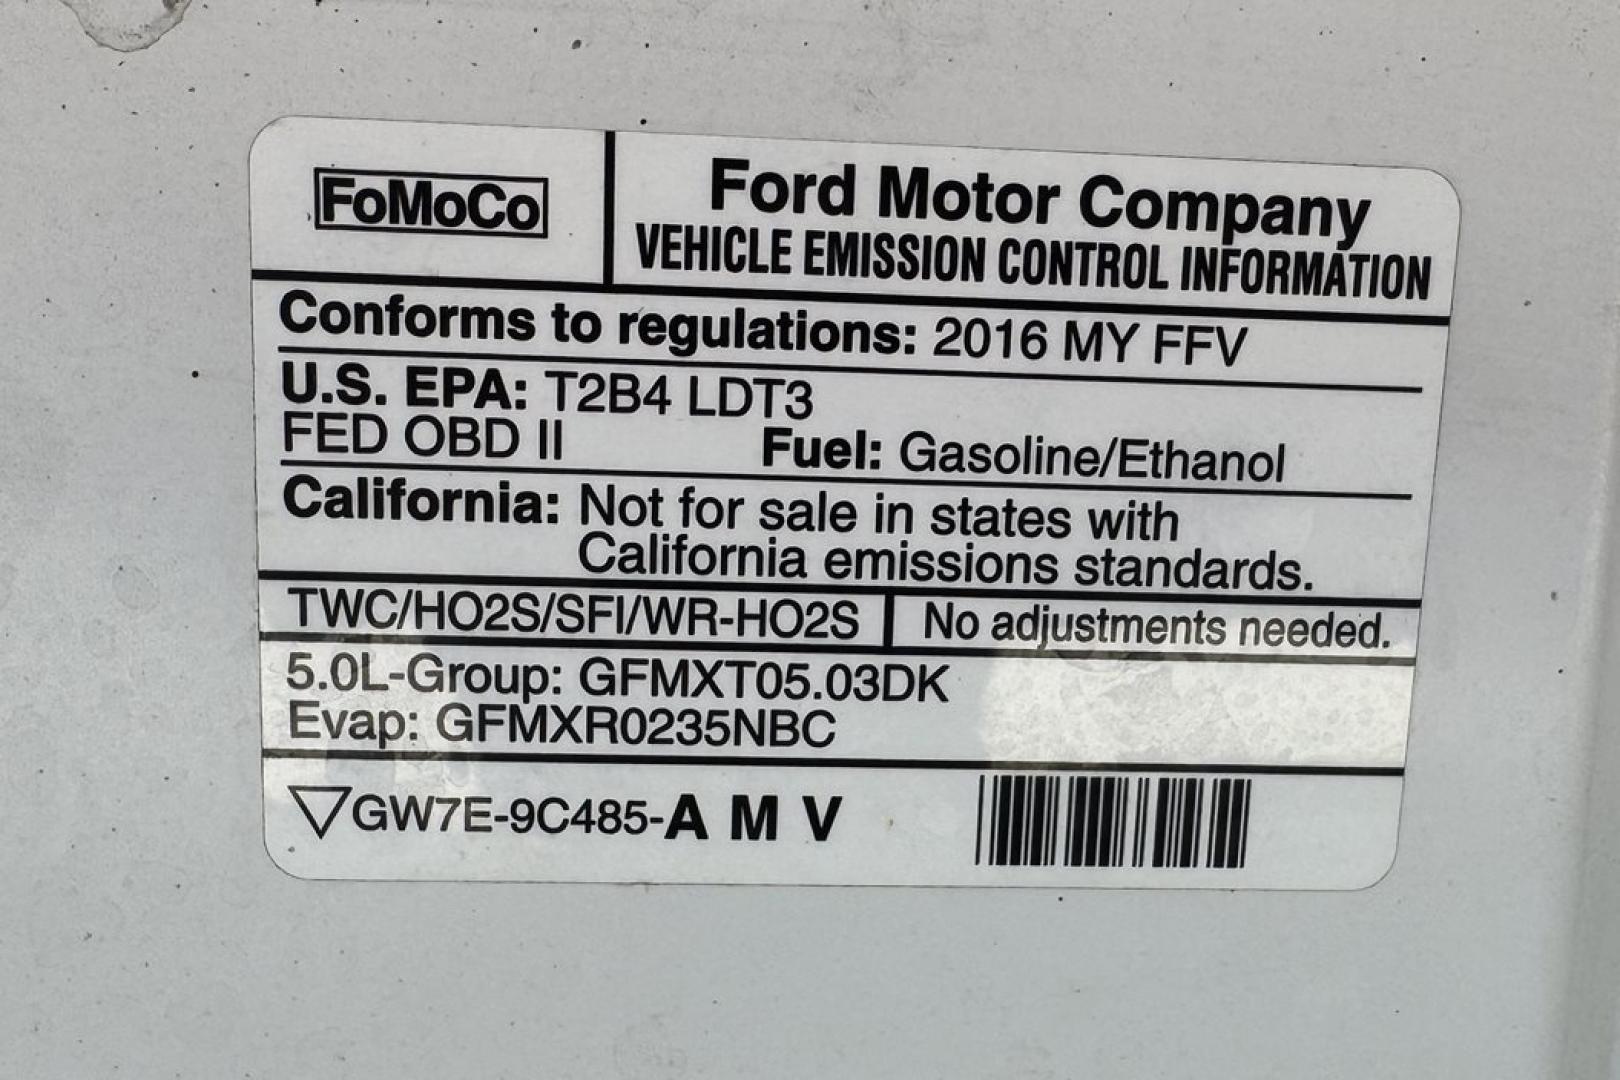 FoMoCo
Ford Motor Company
VEHICLE EMISSION CONTROL INFORMATION
Conforms to regulations: 2016 MY FFV
U.S. EPA: T2B4 LDT3
FED OBD II Fuel: Gasoline/Ethanol
California: Not for sale in states with
California emissions standards.
TWC/HO2S/SFI/WR-HO2S No adjustments needed.
5.0L-Group: GFMXT05.03DK
Evap: GFMXR0235NBC
▽GW7E-9C485-A M V